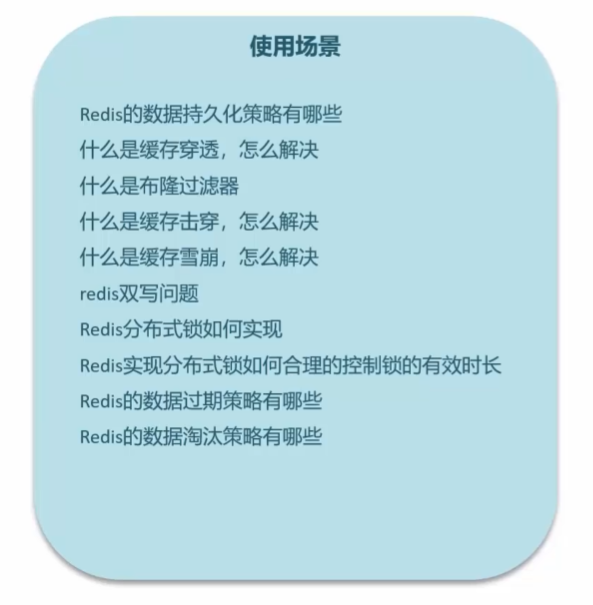 使用场景
Redis的数据持久化策略有哪些
什么是缓存穿透，怎么解决
什么是布隆过滤器
什么是缓存击穿，怎么解决
什么是缓存雪崩，怎么解决
redis双写问题
Redis分布式锁如何实现
Redis实现分布式锁如何合理的控制锁的有效时长
Redis的数据过期策略有哪些
Redis的数据淘汰策略有哪些